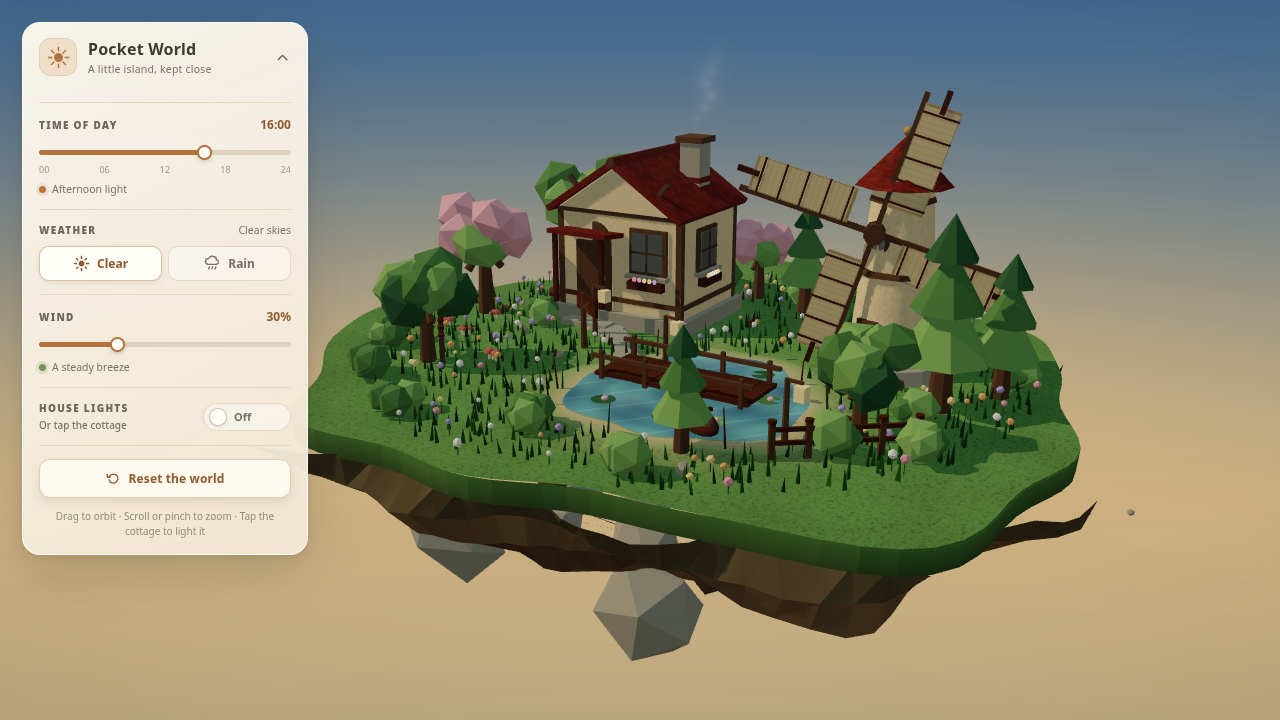 Pocket World
A little island, kept close
TIME OF DAY 16:00
00 06 12 18 24
Afternoon light
WEATHER Clear skies
Clear Rain
WIND 30%
A steady breeze
HOUSE LIGHTS
Or tap the cottage
Off
Reset the world
Drag to orbit · Scroll or pinch to zoom · Tap the
cottage to light it